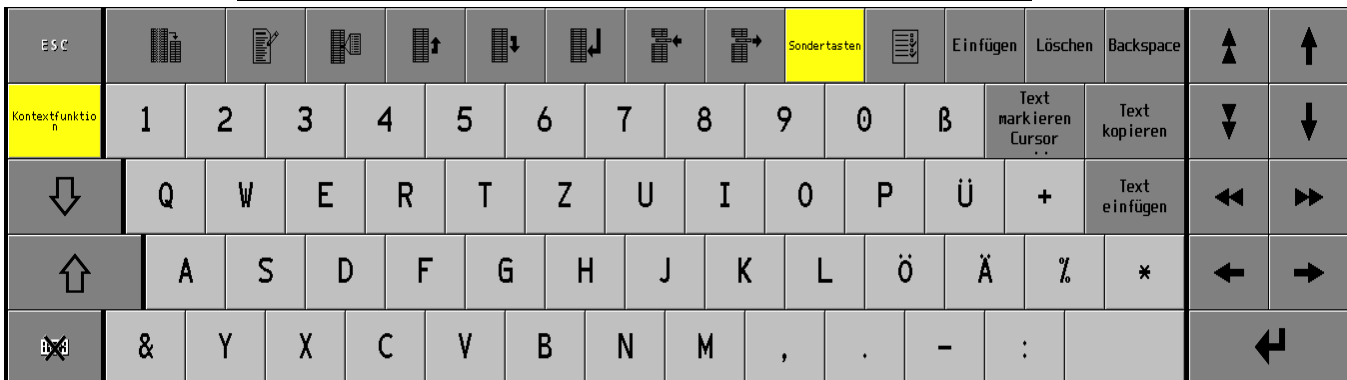 ESC Sondertasten Einfügen Löschen Backspace
Kontextfunktio
n
1 2 3 4 5 6 7 8 9 0 ß
Text
markieren
Cursor
Text
kopieren
Q W E R T Z U I O P Ü +
Text
einfügen
A S D F G H J K L Ö Ä % *
& Y X C V B N M , . - :